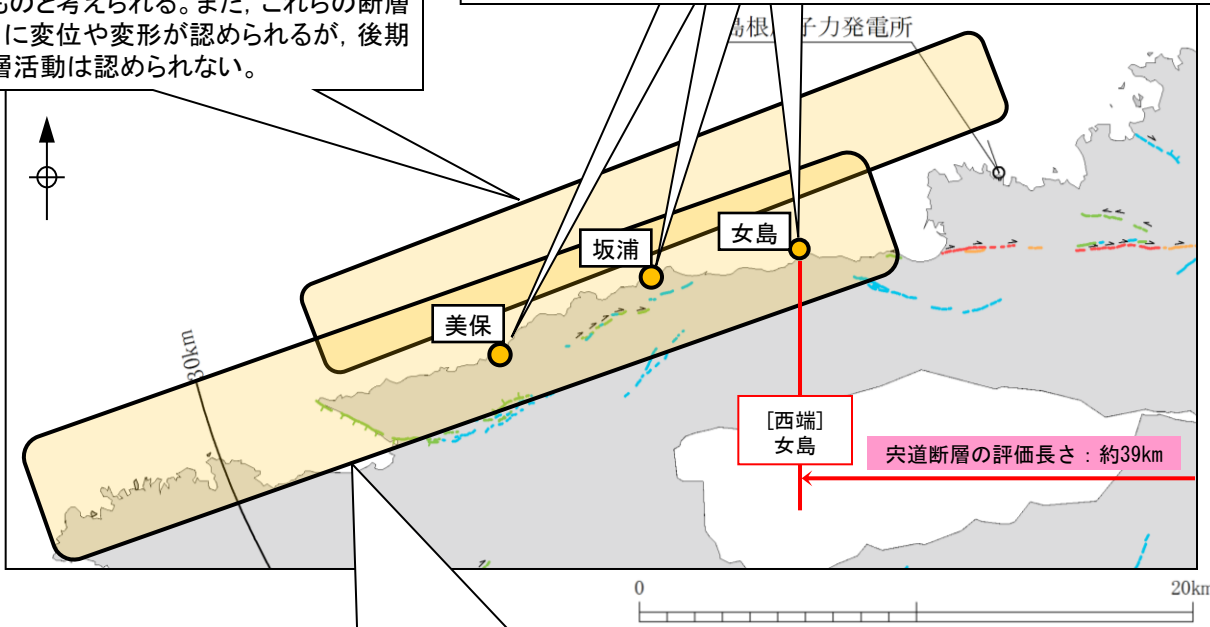 ものと考えられる。また，これらの断層
に変位や変形が認められるが，後期
層活動は認められない。
島根 子力発電所
女島
坂浦
美保
30km
[西端]
女島
宍道断層の評価長さ：約39km
0
20km